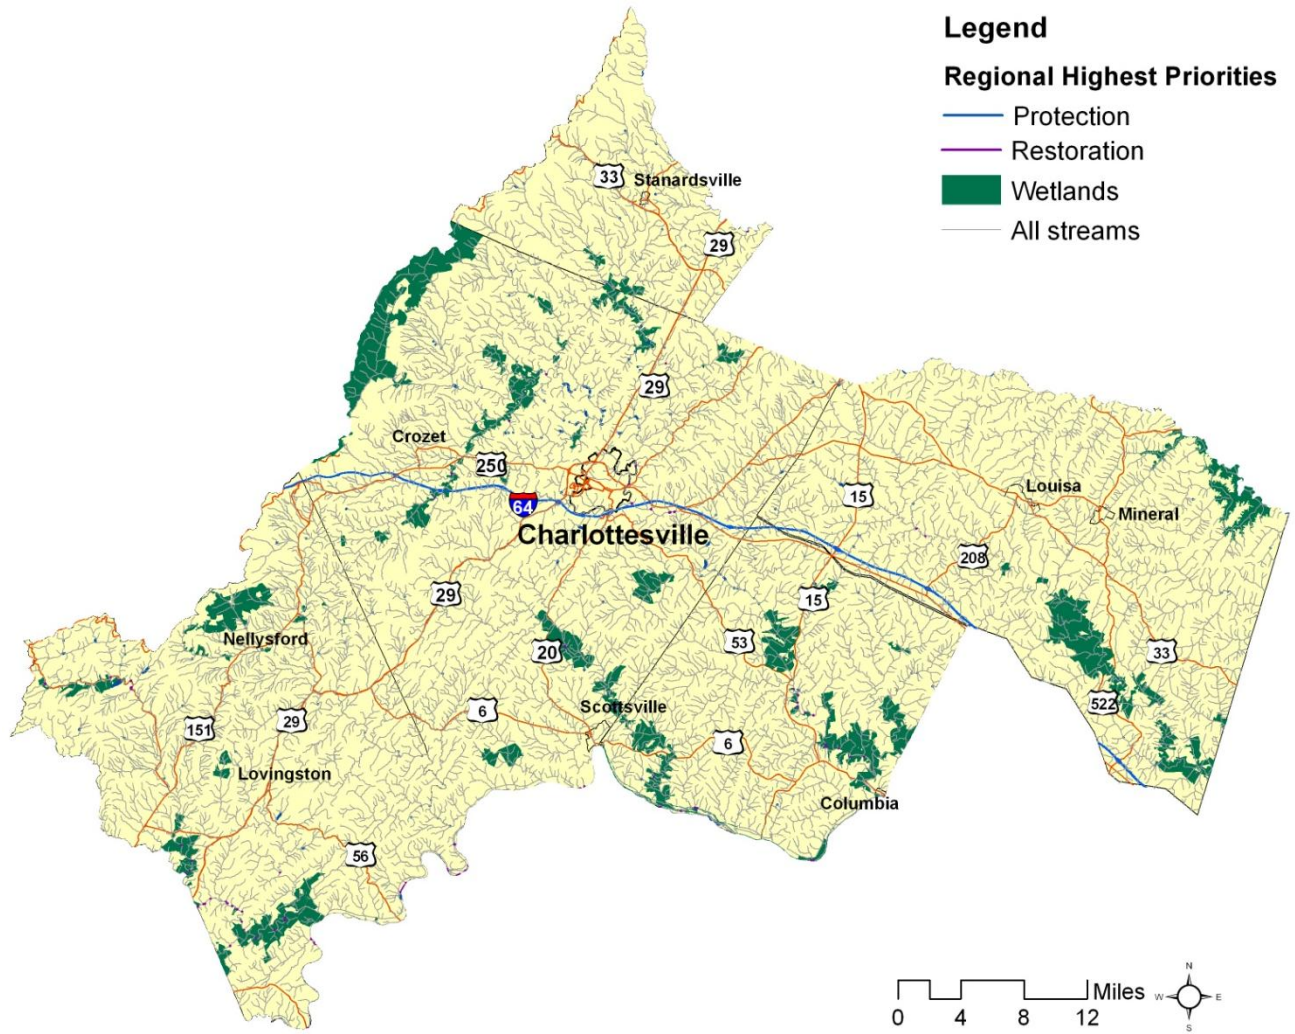 Legend
Regional Highest Priorities
Protection
Restoration
Wetlands
All streams
33
Stanardsville
29
29
Crozet
250
64
Charlottesville
15
Louisa
Mineral
208
29
15
Nellysford
20
53
33
Scottsville
6
522
151
29
6
Lovington
Columbia
56
Miles
0 4 8 12
N
W E
S